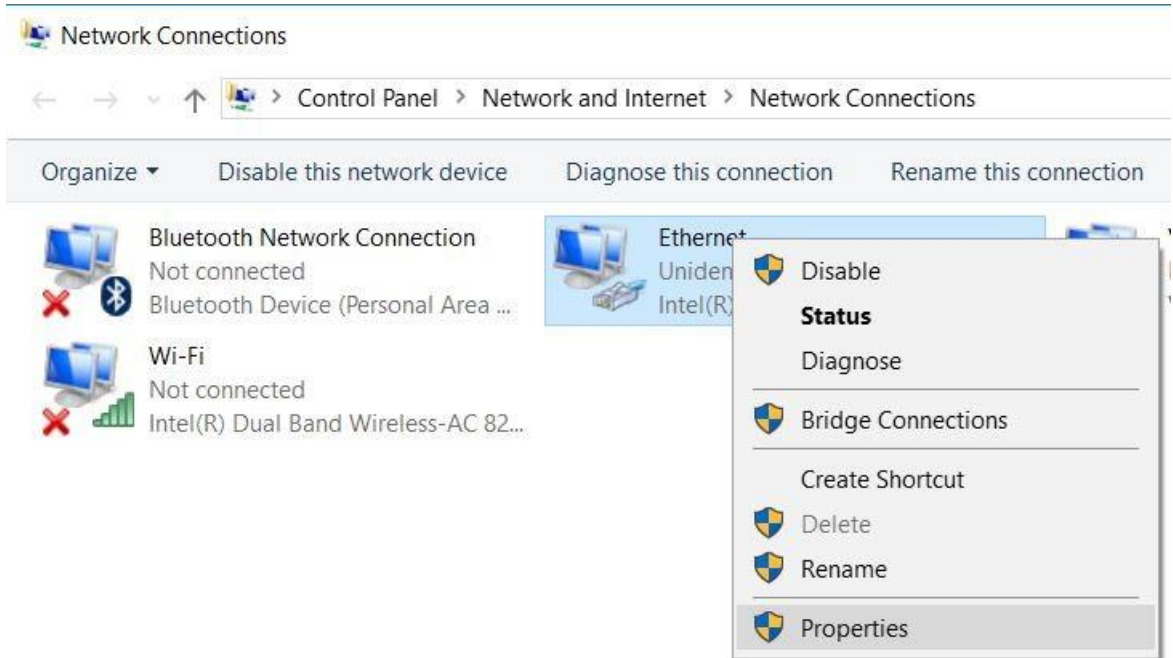 Network Connections
Control Panel > Network and Internet > Network Connections
Organize Disable this network device Diagnose this connection Rename this connection
Bluetooth Network Connection
Not connected
Bluetooth Device (Personal Area ...
Wi-Fi
Not connected
Intel(R) Dual Band Wireless-AC 82...
Ethernet
Uniden
Intel(R)
Disable
Status
Diagnose
Bridge Connections
Create Shortcut
Delete
Rename
Properties